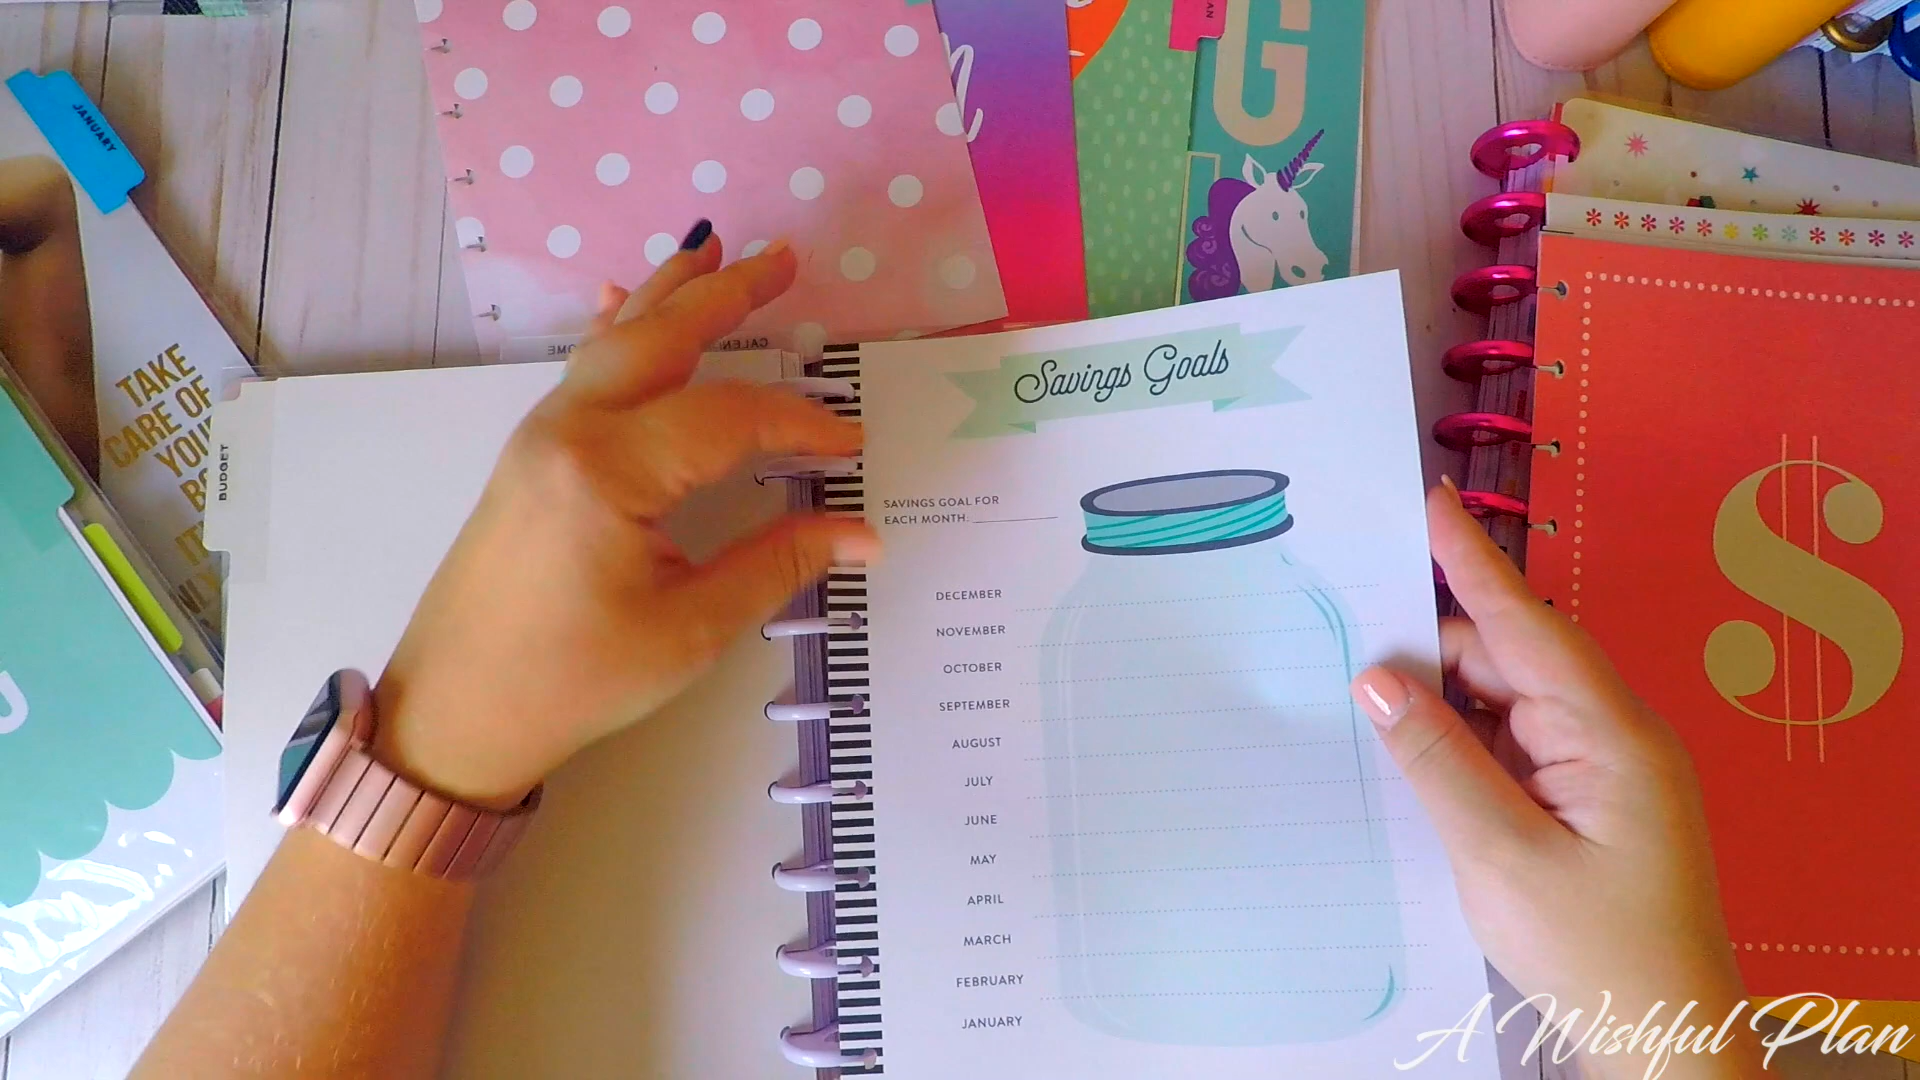 JANUARY
TAKE
CARE OF
G
BUDGET
Savings Goals
SAVINGS GOAL FOR
EACH MONTH:
DECEMBER
NOVEMBER
OCTOBER
SEPTEMBER
AUGUST
JULY
JUNE
MAY
APRIL
MARCH
FEBRUARY
JANUARY
$
A Wishful Plan